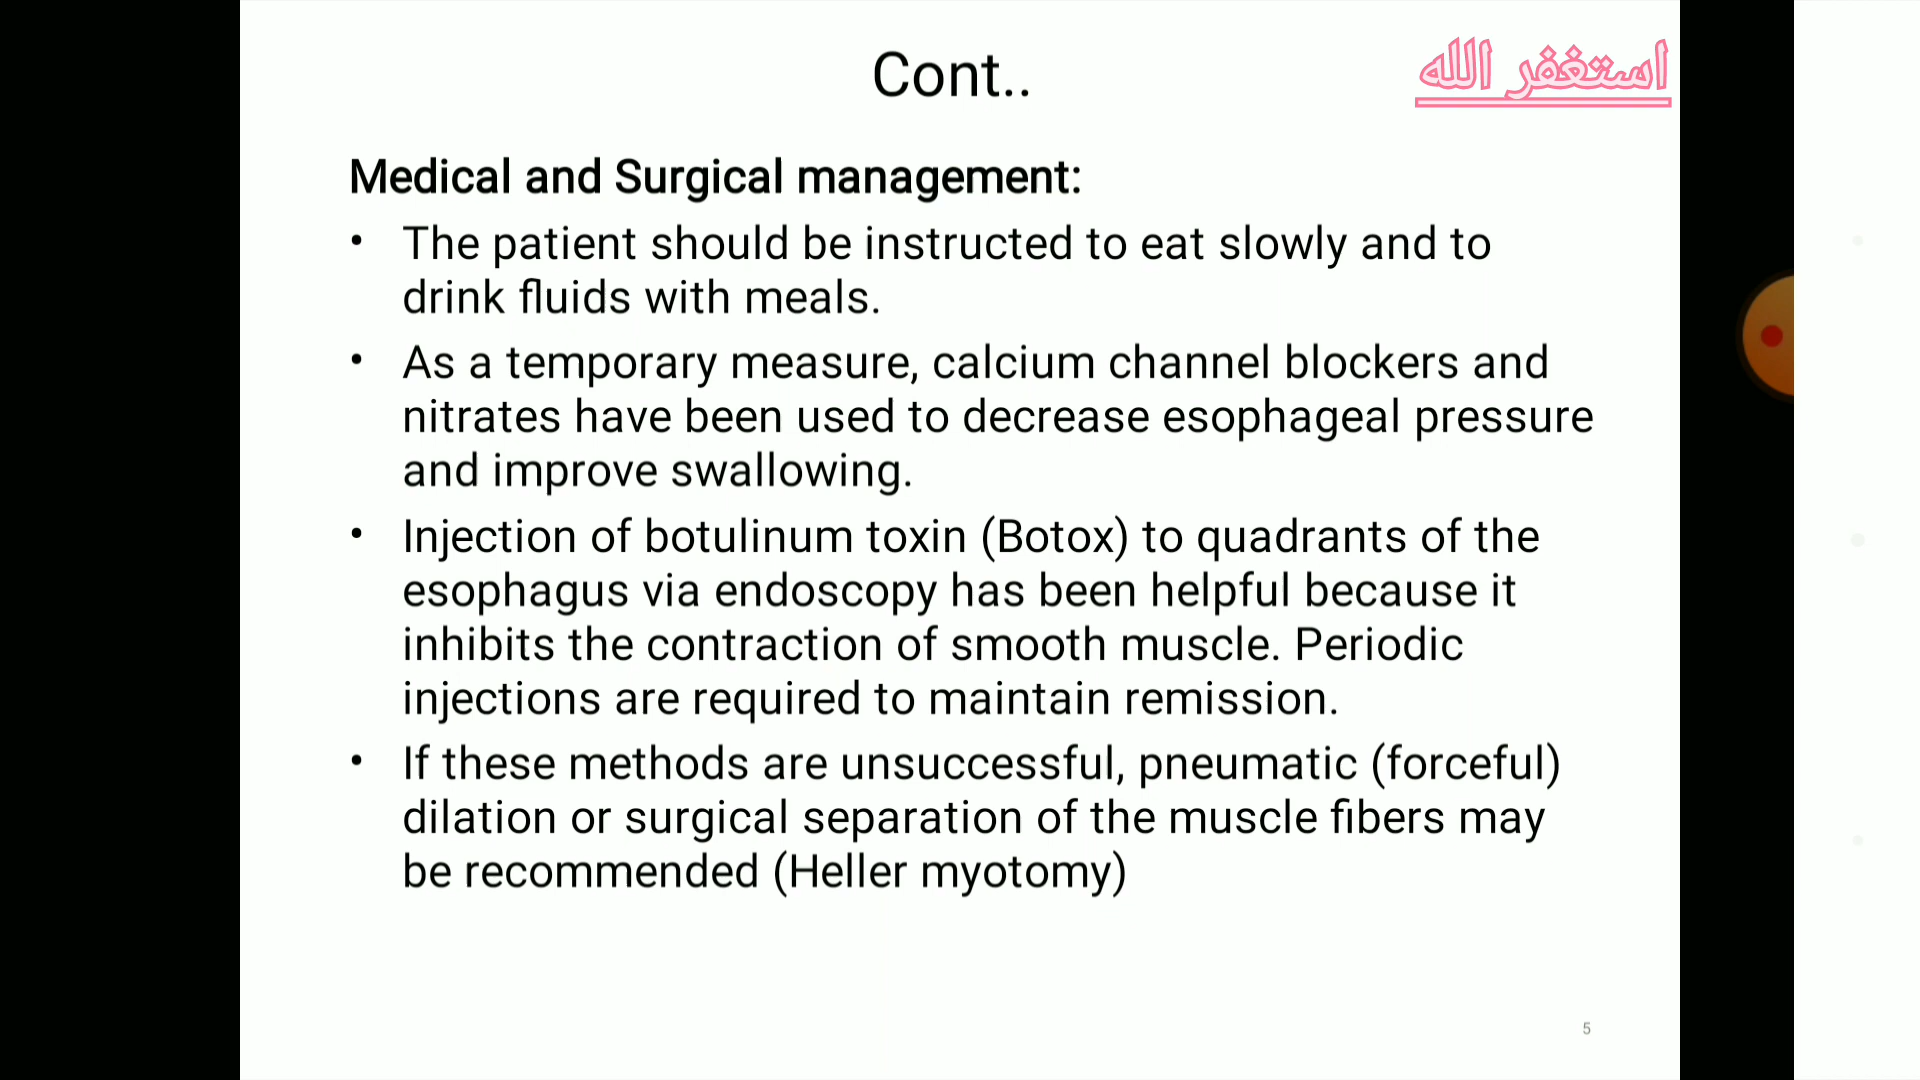 Cont..
استغفر الله
Medical and Surgical management:
• The patient should be instructed to eat slowly and to
drink fluids with meals.
• As a temporary measure, calcium channel blockers and
nitrates have been used to decrease esophageal pressure
and improve swallowing.
• Injection of botulinum toxin (Botox) to quadrants of the
esophagus via endoscopy has been helpful because it
inhibits the contraction of smooth muscle. Periodic
injections are required to maintain remission.
• If these methods are unsuccessful, pneumatic (forceful)
dilation or surgical separation of the muscle fibers may
be recommended (Heller myotomy)
5